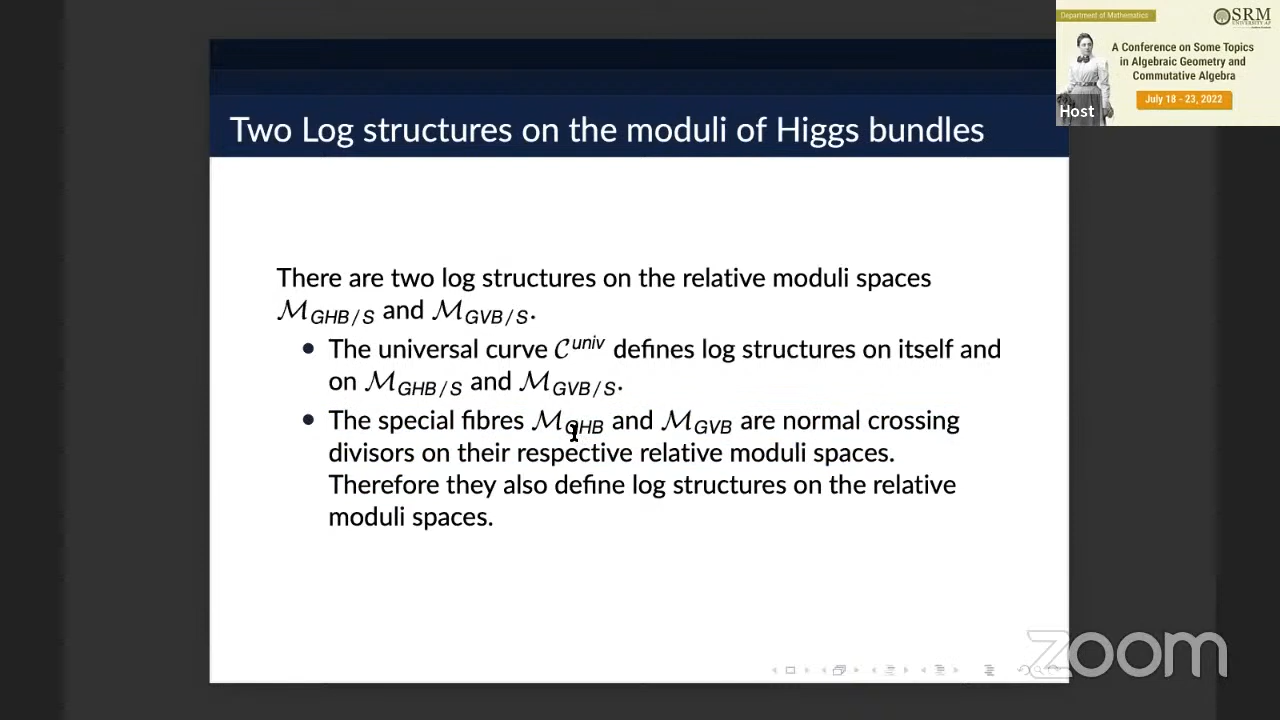 Department of Mathematics
SRM
UNIVERSITY AP
A Conference on Some Topics
in Algebraic Geometry and
Commutative Algebra
July 18 - 23, 2022
Host
Two Log structures on the moduli of Higgs bundles
There are two log structures on the relative moduli spaces
ℳ_GHB/S and ℳ_GVB/S.
• The universal curve 𝒞^univ defines log structures on itself and
on ℳ_GHB/S and ℳ_GVB/S.
• The special fibres ℳ_GHB and ℳ_GVB are normal crossing
divisors on their respective relative moduli spaces.
Therefore they also define log structures on the relative
moduli spaces.
zoom